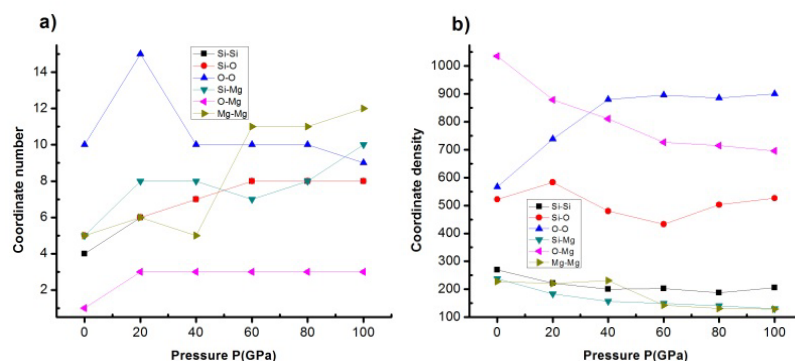 a)
Coordinate number
14
12
10
8
6
4
2
Si-Si
Si-O
O-O
Si-Mg
O-Mg
Mg-Mg
0 20 40 60 80 100
Pressure P(GPa)
b)
Coordinate density
1000
900
800
700
600
500
400
300
200
100
Si-Si
Si-O
O-O
Si-Mg
O-Mg
Mg-Mg
0 20 40 60 80 100
Pressure P(GPa)